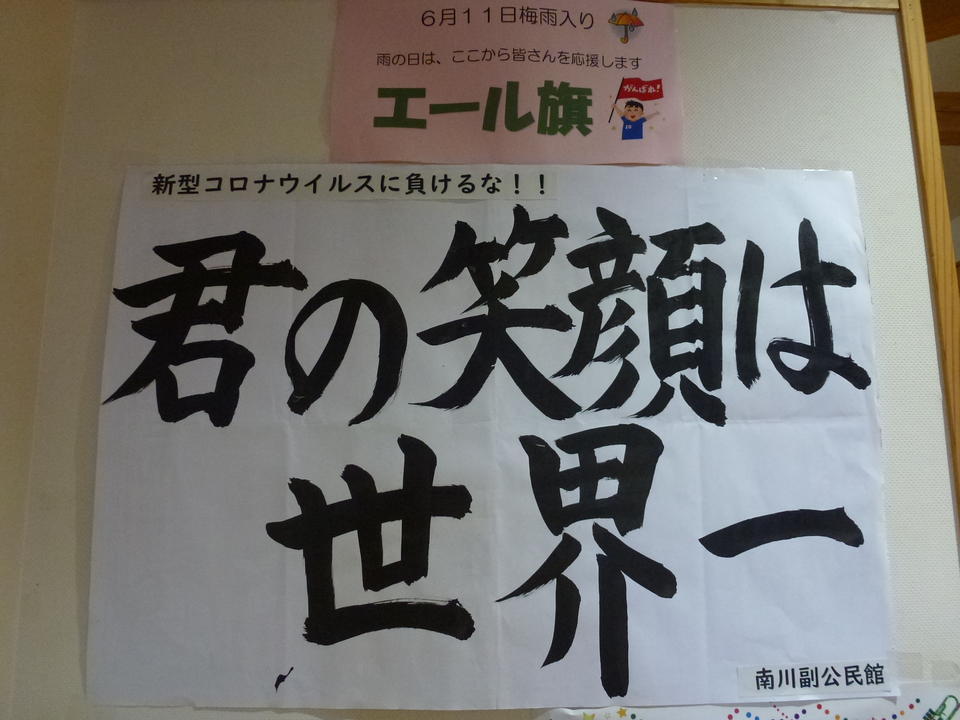 6月11日梅雨入り
雨の日は、ここから皆さんを応援します
エール旗
がんばれ!
10
新型コロナウイルスに負けるな!!
君の笑顔は
世界一
南川副公民館